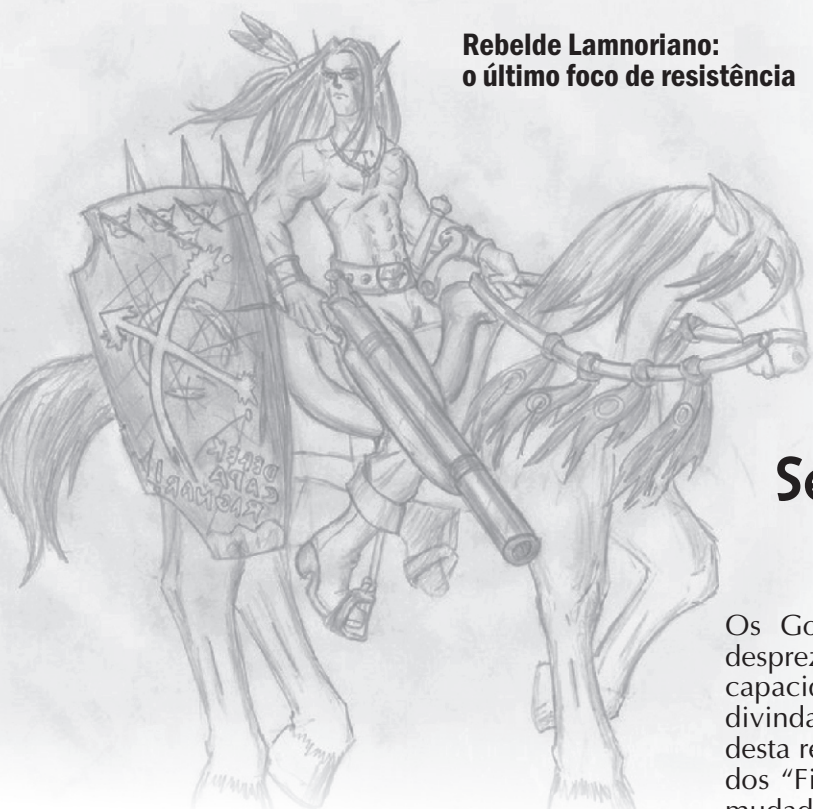 Rebelde Lamnoriano:
o último foco de resistência
Se
Os Go
desprez
capacid
divinda
desta re
dos “Fi
mudad